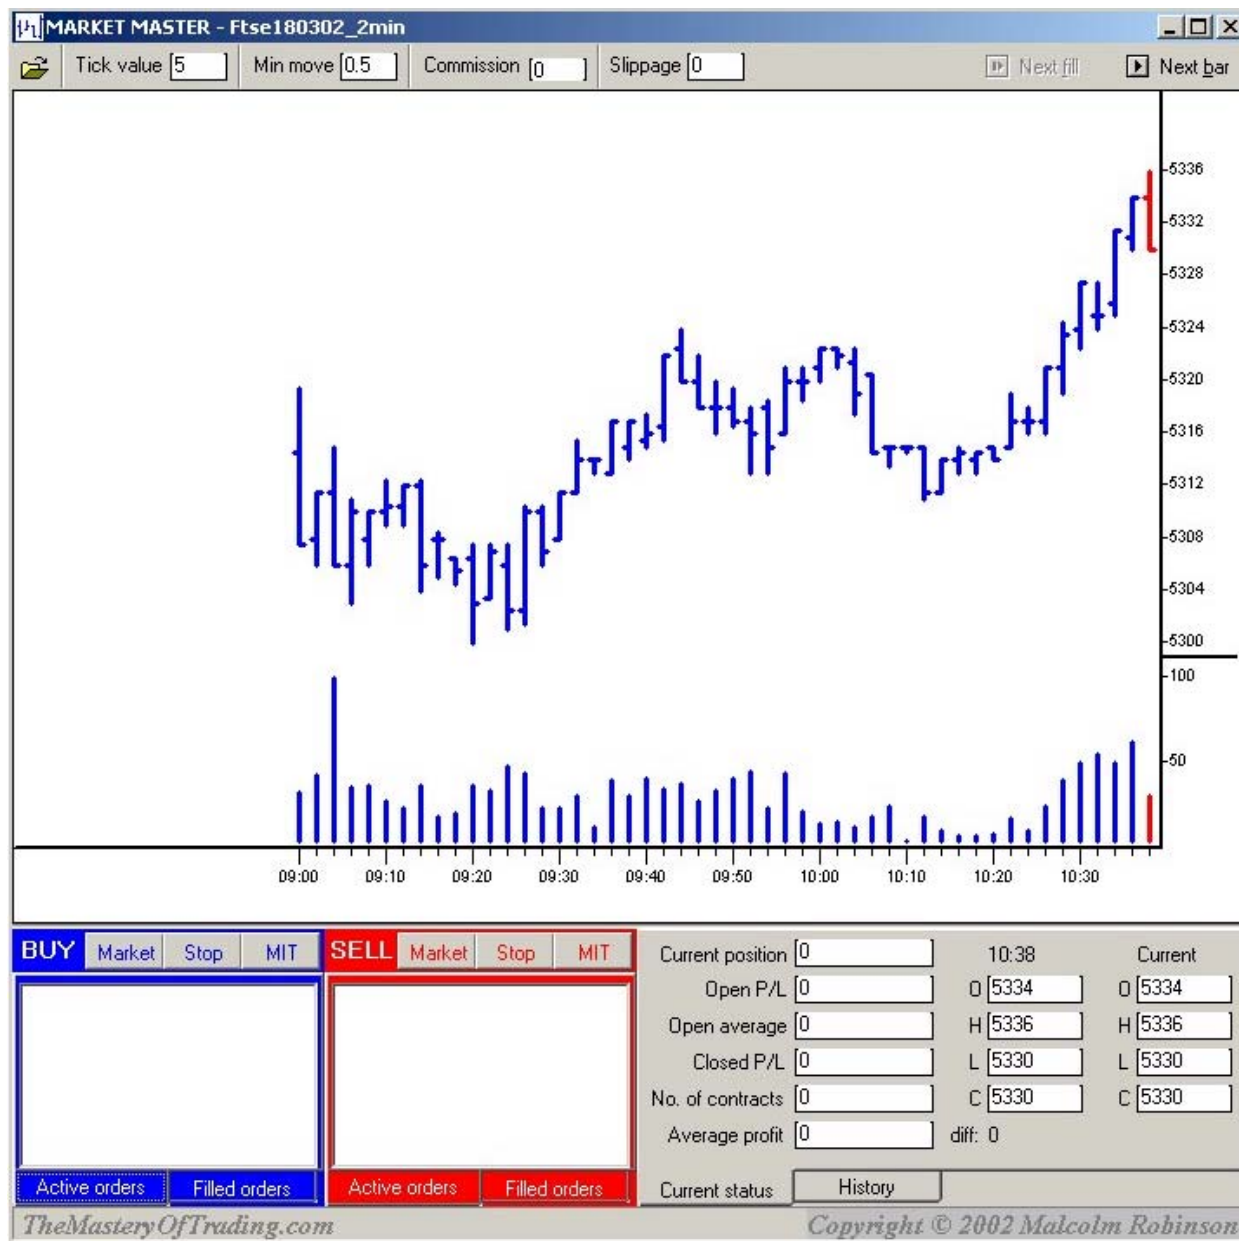 MARKET MASTER - Ftse180302_2min
Tick value 5 Min move 0.5 Commission 0 Slippage 0 Next fill Next bar
5336
5332
5328
5324
5320
5316
5312
5308
5304
5300
100
50
09:00 09:10 09:20 09:30 09:40 09:50 10:00 10:10 10:20 10:30
BUY Market Stop MIT SELL Market Stop MIT Current position 0 10:38 Current
Open P/L 0 O 5334 O 5334
Open average 0 H 5336 H 5336
Closed P/L 0 L 5330 L 5330
No. of contracts 0 C 5330 C 5330
Average profit 0 diff: 0
Active orders Filled orders Active orders Filled orders Current status History
TheMasteryOfTrading.com Copyright © 2002 Malcolm Robinson